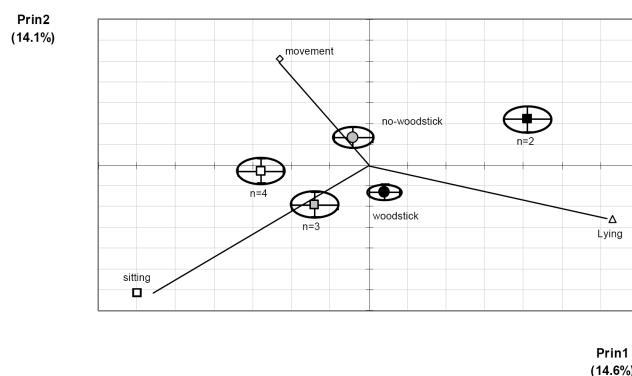 Prin2
(14.1%)
movement
no-woodstick
n=2
n=4
woodstick
n=3
Lying
sitting
Prin1
(14.6%)